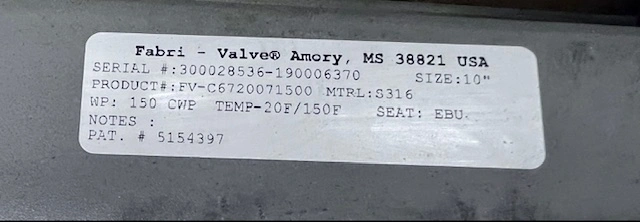 Fabri - Valve® Amory, MS 38821 USA
SERIAL #:300028536-190006370 SIZE:10"
PRODUCT#:FV-C6720071500 MTRL:S316
WP: 150 CWP TEMP-20F/150F SEAT: EBU
NOTES :
PAT. # 5154397